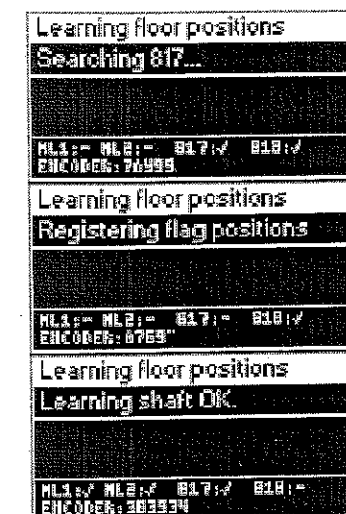 Learning floor positions
Searching 817...
ML1:- ML2:- 817:√ 818:√
ENCODER:
Learning floor positions
Registering flag positions
ML1:- ML2:- 817:- 818:√
ENCODER:
Learning floor positions
Learning shaft OK.
ML1:√ ML2:√ 817:√ 818:-
ENCODER: 383934